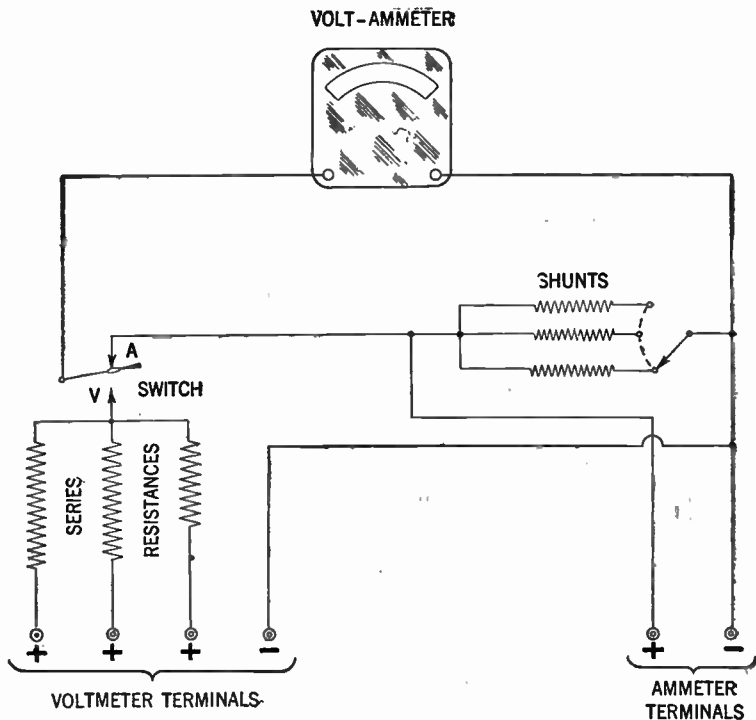 VOLT-AMMETER
SHUNTS
A
V
SWITCH
SERIES
RESISTANCES
+ + + -
+ -
VOLTMETER TERMINALS
AMMETER
TERMINALS